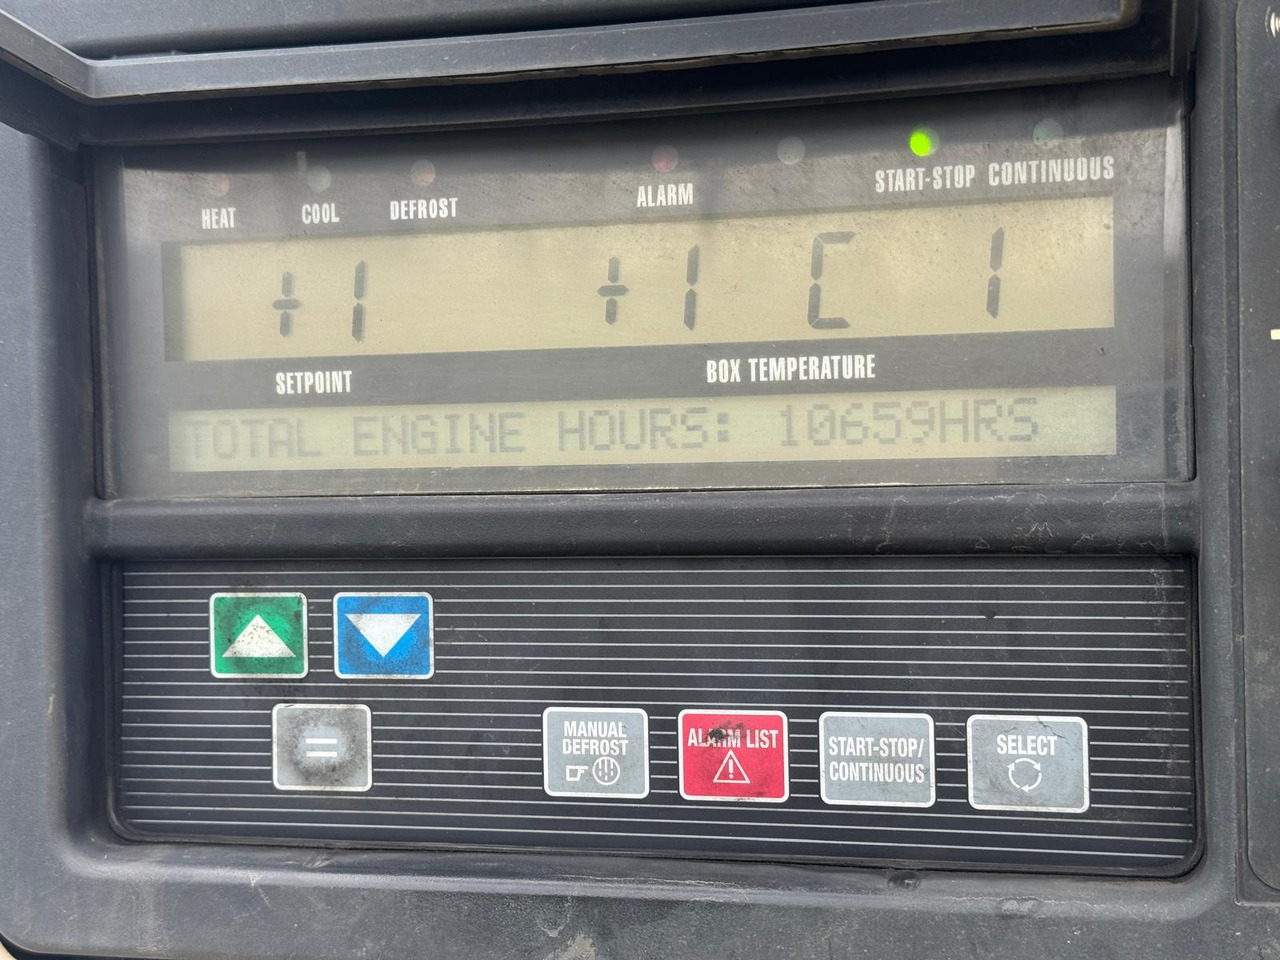 HEAT COOL DEFROST ALARM START-STOP CONTINUOUS
+1 +1 C 1
SETPOINT BOX TEMPERATURE
TOTAL ENGINE HOURS: 10659HRS
=
MANUAL DEFROST
ALARM LIST
START-STOP/
CONTINUOUS
SELECT